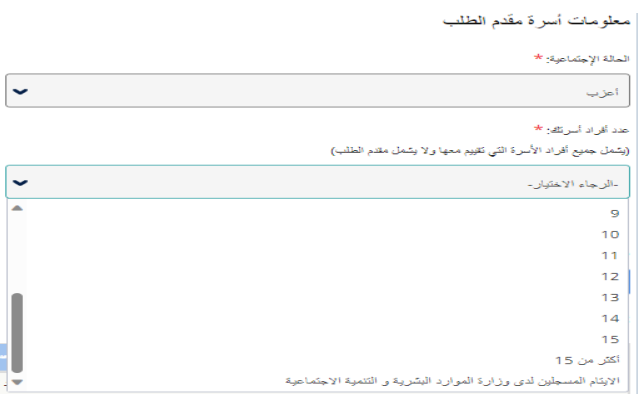 معلومات أسرة مقدم الطلب
الحالة الإجتماعية: *
أعزب
عدد أفراد أسرتك: *
(يشمل جميع أفراد الأسرة التي تقييم معها ولا يشمل مقدم الطلب)
-الرجاء الاختيار-
9
10
11
12
13
14
15
أكثر من 15
الايتام المسجلين لدى وزارة الموارد البشرية و التنمية الاجتماعية